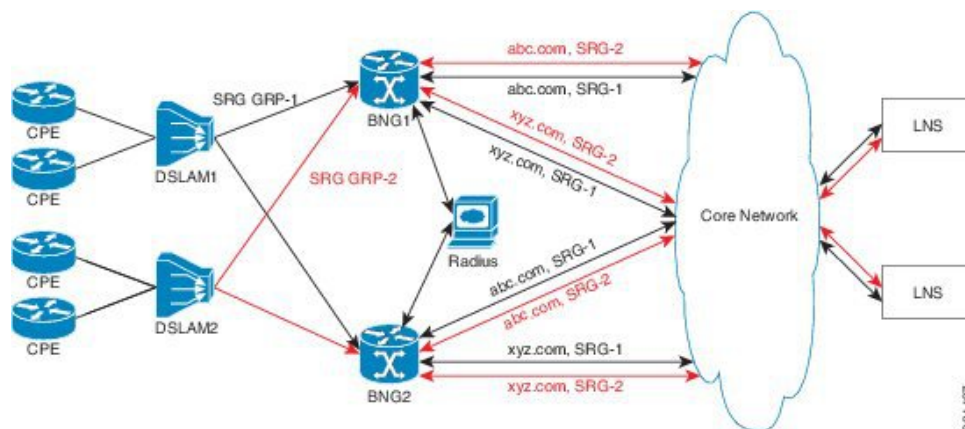 abc.com, SRG-2
abc.com, SRG-1
SRG GRP-1
BNG1
xyz.com, SRG-2
xyz.com, SRG-1
CPE
CPE
DSLAM1
SRG GRP-2
LNS
Core Network
Radius
CPE
CPE
DSLAM2
abc.com, SRG-1
abc.com, SRG-2
LNS
BNG2
xyz.com, SRG-1
xyz.com, SRG-2